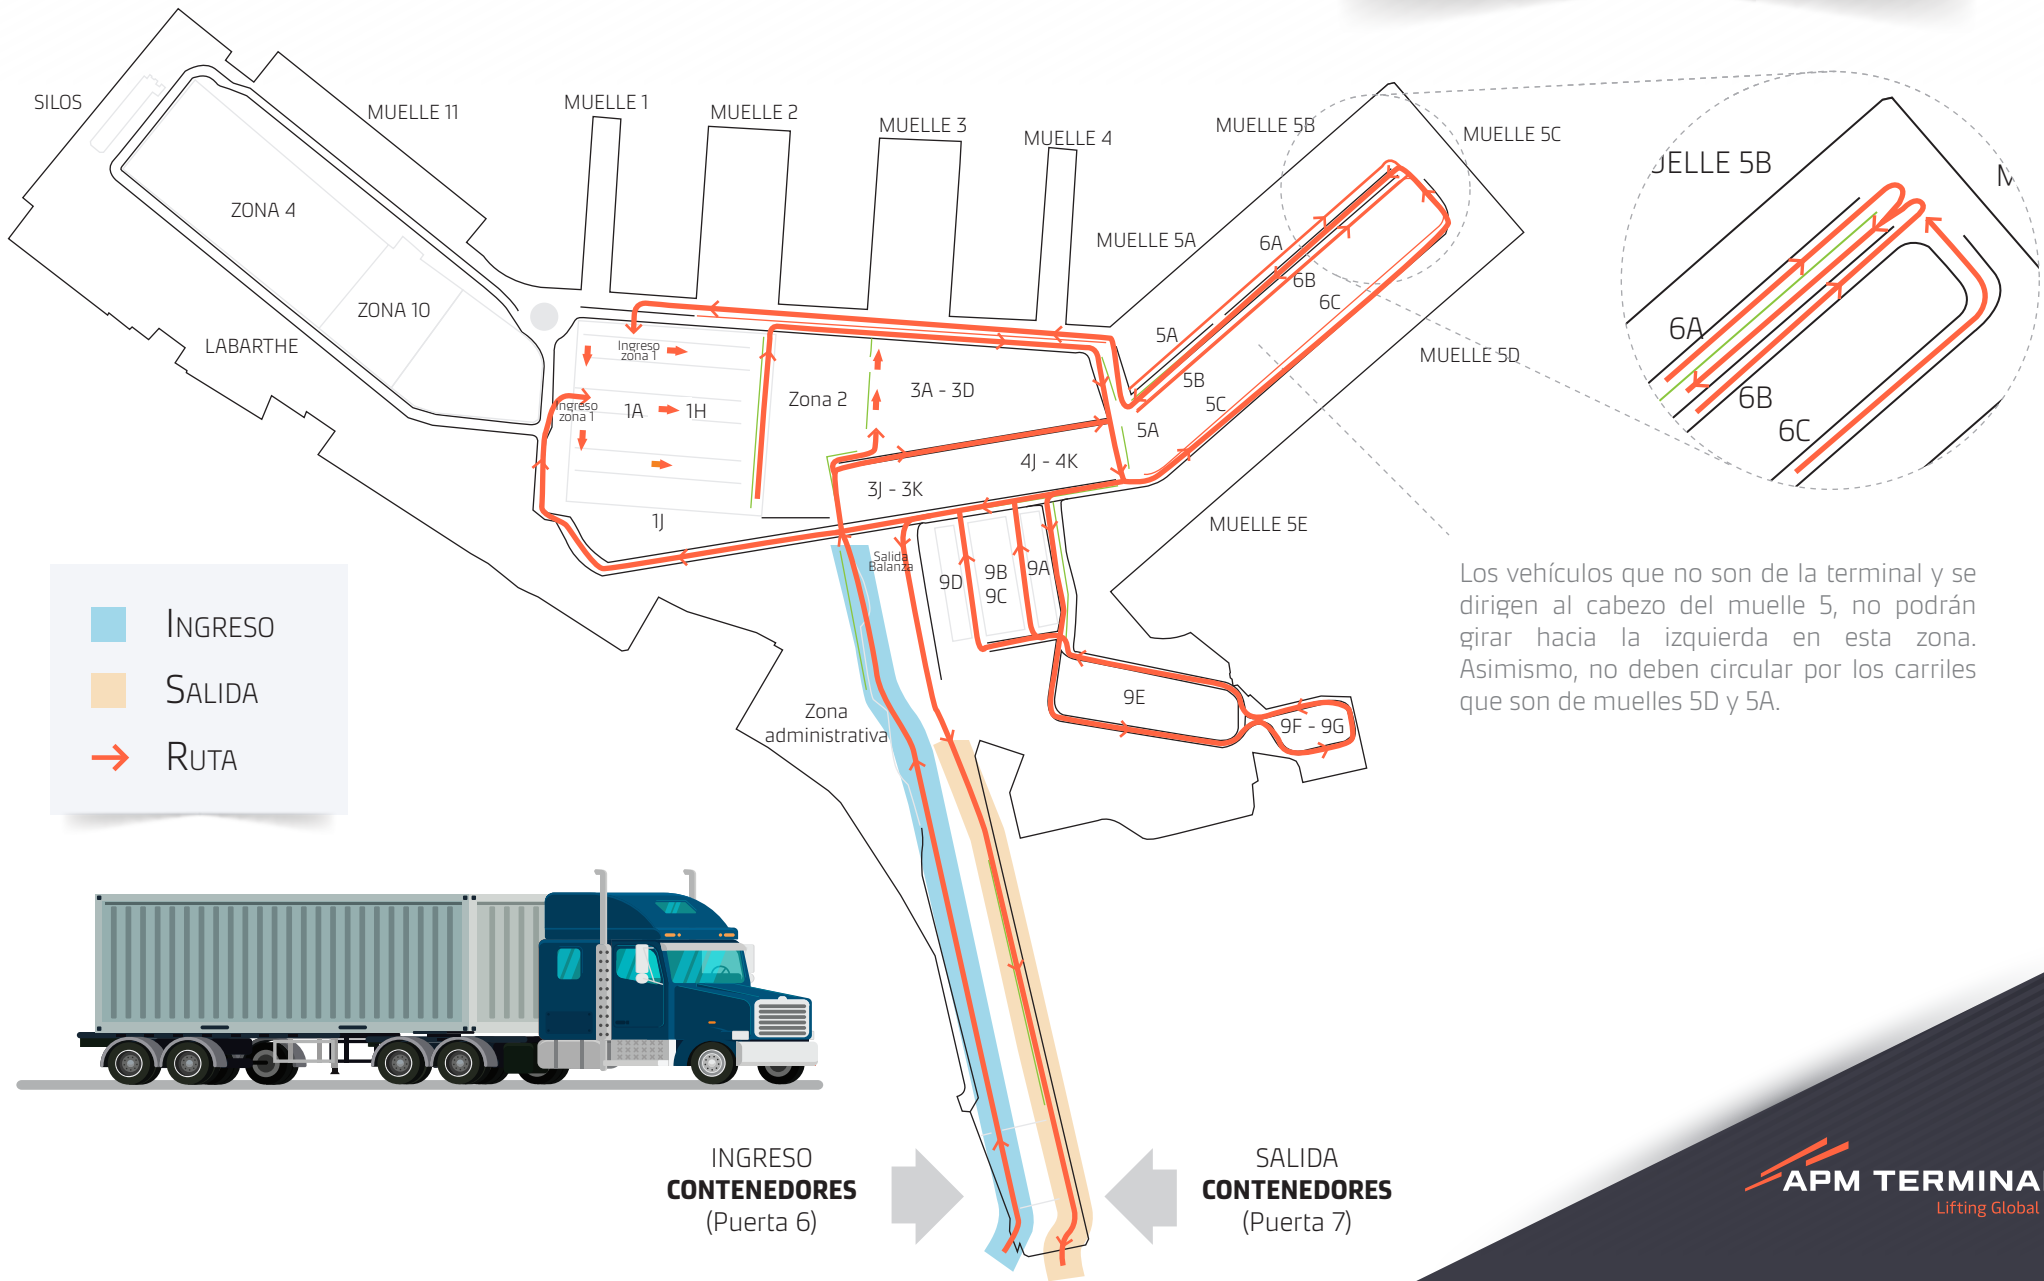 SILOS
MUELLE 11
MUELLE 1
MUELLE 2
MUELLE 3
MUELLE 4
MUELLE 5B
MUELLE 5C
MUELLE 5A
MUELLE 5D
MUELLE 5E
ZONA 4
ZONA 10
LABARTHE
Ingreso
zona 1
Ingreso
zona 1
1A
1H
1J
Zona 2
3A - 3D
3J - 3K
4J - 4K
5A
5B
5C
5A
6A
6B
6C
UELLE 5B
M
6A
6B
6C
Salida
Balanza
9D
9B
9C
9A
9E
9F - 9G
Zona
administrativa
Los vehículos que no son de la terminal y se
dirigen al cabezo del muelle 5, no podrán
girar hacia la izquierda en esta zona.
Asimismo, no deben circular por los carriles
que son de muelles 5D y 5A.
INGRESO
SALIDA
RUTA
INGRESO
CONTENEDORES
(Puerta 6)
SALIDA
CONTENEDORES
(Puerta 7)
APM TERMINA
Lifting Global